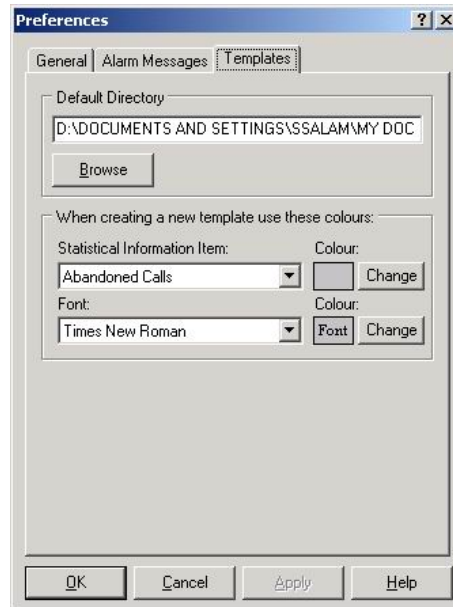 Preferences
General Alarm Messages Templates
Default Directory
D:\DOCUMENTS AND SETTINGS\SSALAM\MY DOC
Browse
When creating a new template use these colours:
Statistical Information Item: Colour:
Abandoned Calls Change
Font: Colour:
Times New Roman Font Change
OK Cancel Apply Help